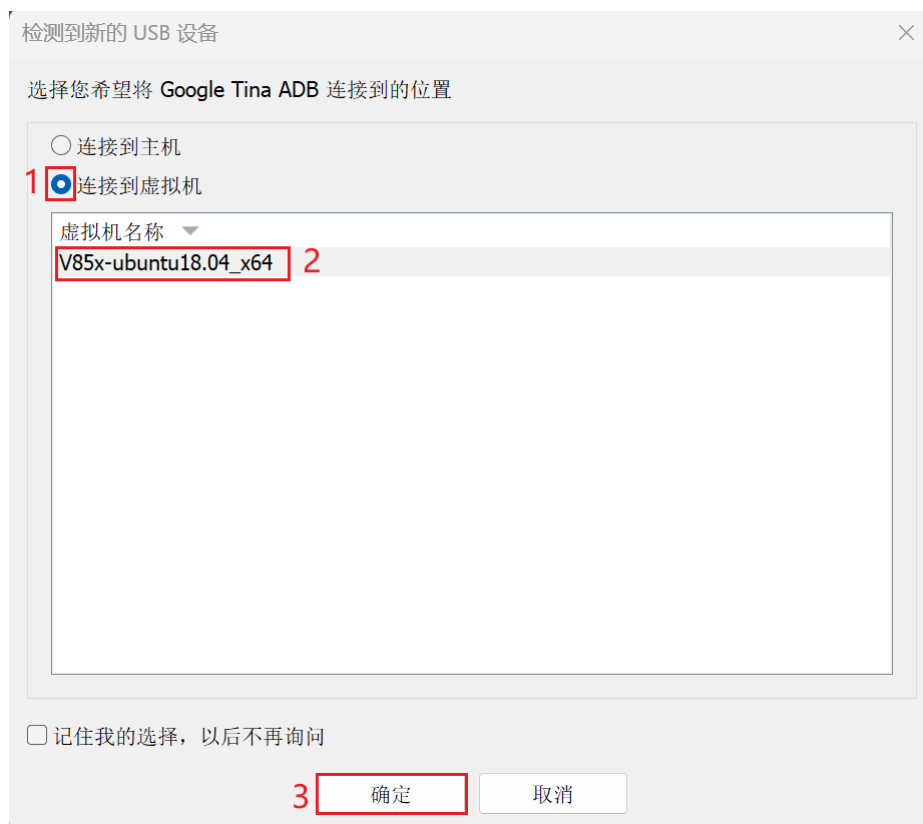 检测到新的 USB 设备
选择您希望将 Google Tina ADB 连接到的位置
连接到主机
1 连接到虚拟机
虚拟机名称
V85x-ubuntu18.04_x64 2
记住我的选择，以后不再询问
3 确定 取消